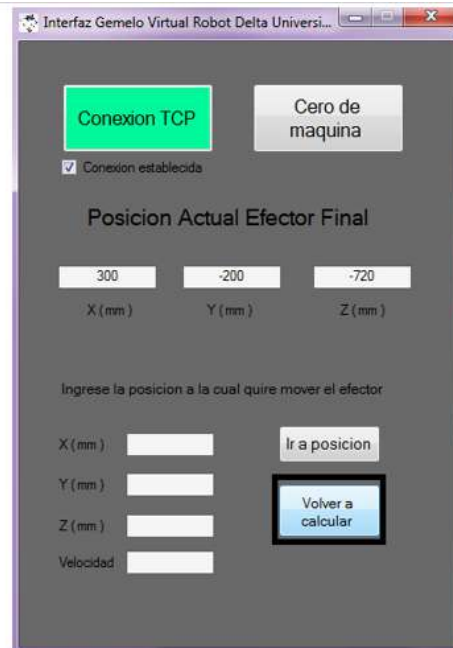 Interfaz Gemelo Virtual Robot Delta Universi...
Conexion TCP
Cero de
maquina
Conexion establecida
Posicion Actual Efector Final
300 -200 -720
X ( mm ) Y ( mm ) Z ( mm )
Ingrese la posicion a la cual quire mover el efector
X ( mm )
Ir a posicion
Y ( mm )
Volver a
calcular
Z ( mm )
Velocidad